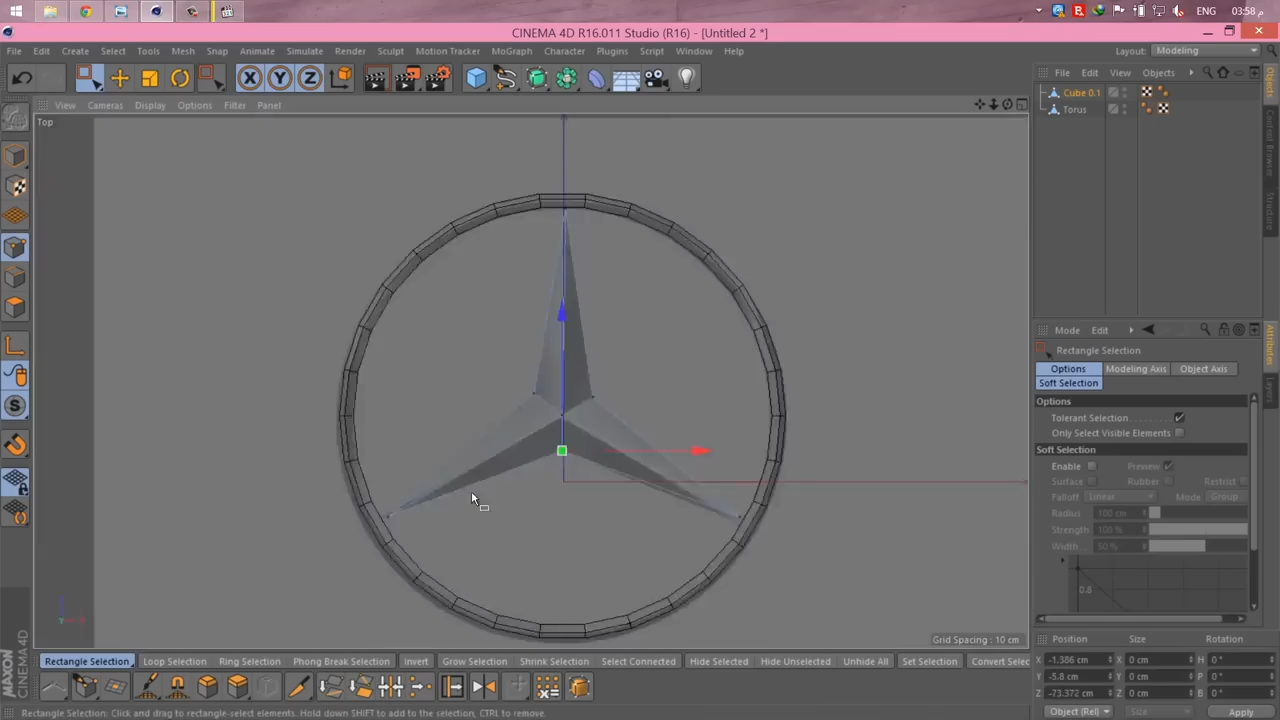 ENG
03:58 م
CINEMA 4D R16.011 Studio (R16) - [Untitled 2 *]
File Edit Create Select Tools Mesh Snap Animate Simulate Render Sculpt Motion Tracker MoGraph Character Plugins Script Window Help
Layout: Modeling
X Y Z
File Edit View Objects
View Cameras Display Options Filter Panel
Cube 0.1
Torus
Top
Objects
Content Browser
Structure
Mode Edit
Rectangle Selection
Options Modeling Axis Object Axis
Soft Selection
Attributes
Layers
Options
Tolerant Selection
Only Select Visible Elements
Soft Selection
Enable Preview
Surface Rubber Restrict
Falloff Linear Mode Group
Radius 100 cm
Strength 100 %
Width 50 %
0.8
Grid Spacing : 10 cm
Position Size Rotation
X -1.386 cm X 0 cm H 0 °
Y -5.8 cm Y 0 cm P 0 °
Z -73.372 cm Z 0 cm B 0 °
Object (Rel) Size Apply
Rectangle Selection Loop Selection Ring Selection Phong Break Selection Invert Grow Selection Shrink Selection Select Connected Hide Selected Hide Unselected Unhide All Set Selection Convert Selec
MAXON
CINEMA 4D
Rectangle Selection: Click and drag to rectangle-select elements. Hold down SHIFT to add to the selection, CTRL to remove.